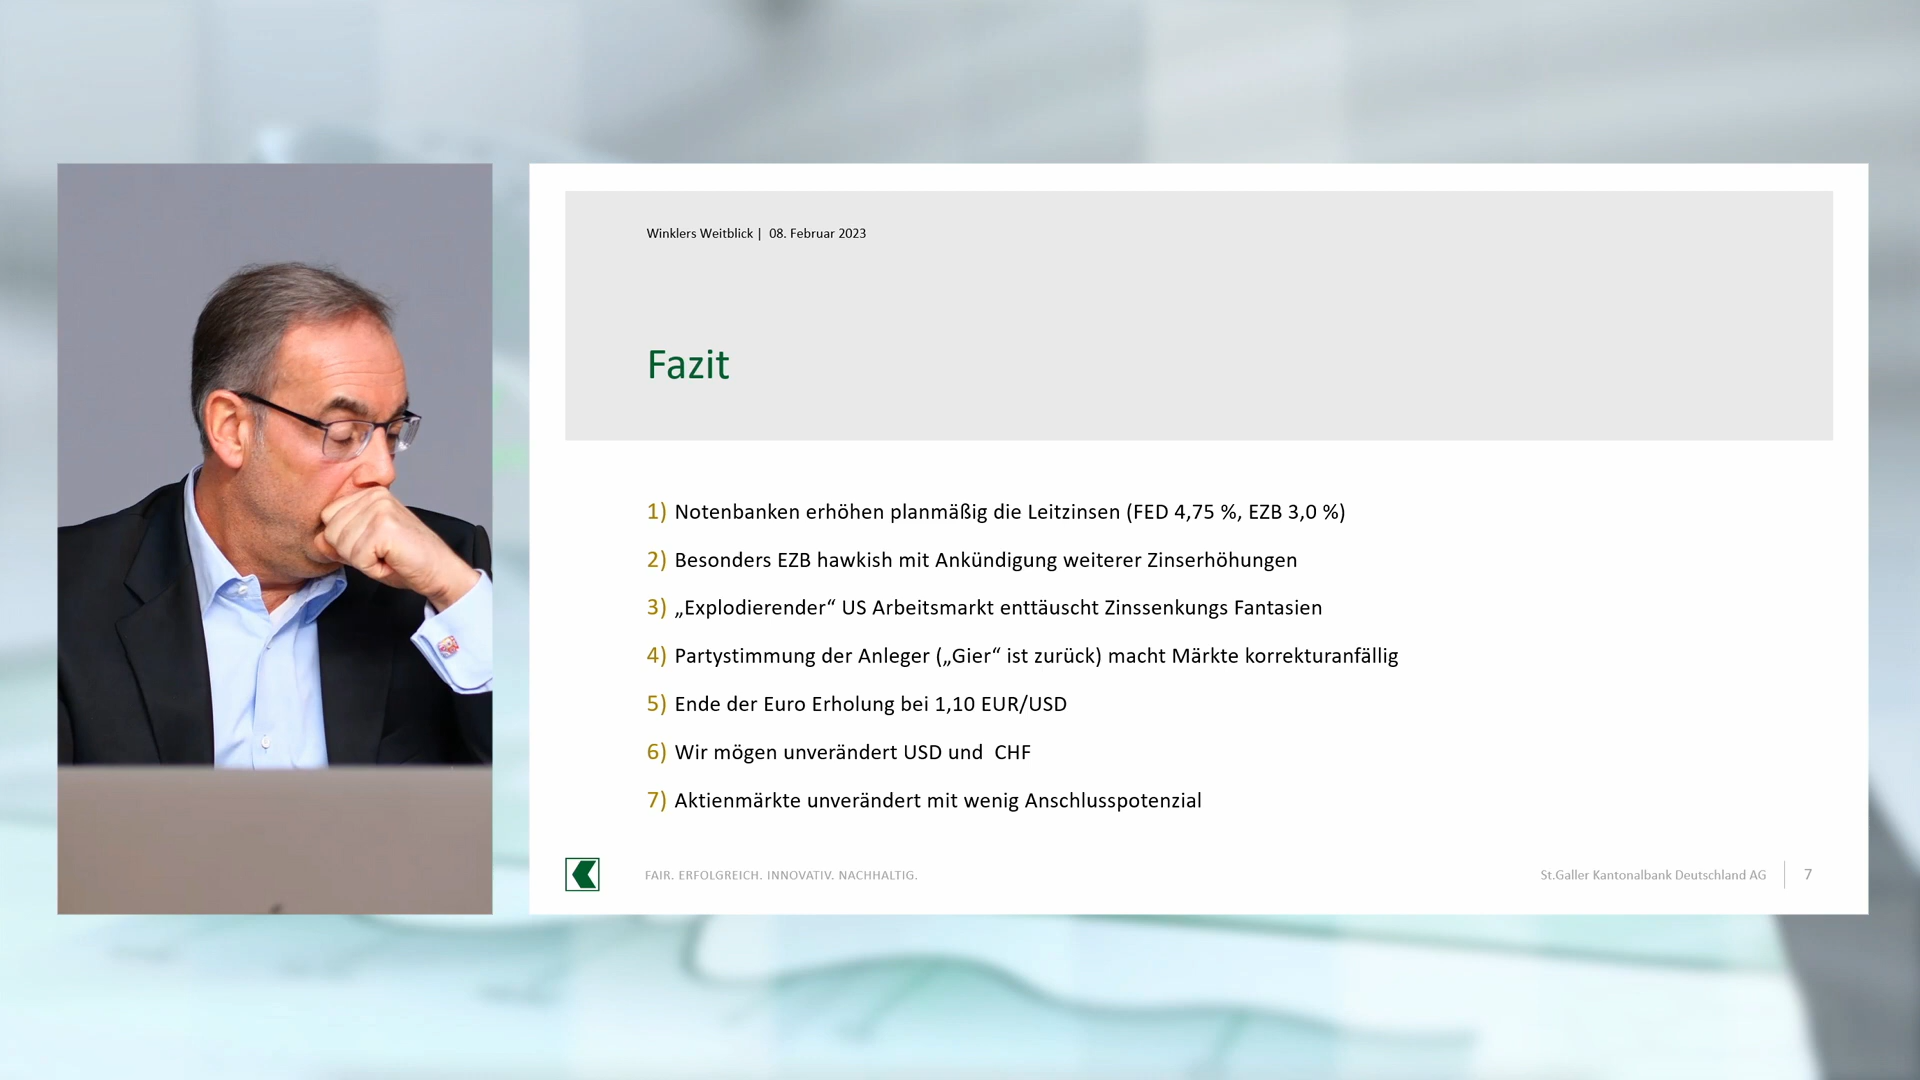 Winklers Weitblick | 08. Februar 2023
Fazit
1) Notenbanken erhöhen planmäßig die Leitzinsen (FED 4,75 %, EZB 3,0 %)
2) Besonders EZB hawkish mit Ankündigung weiterer Zinserhöhungen
3) „Explodierender“ US Arbeitsmarkt enttäuscht Zinssenkungs Fantasien
4) Partystimmung der Anleger („Gier“ ist zurück) macht Märkte korrekturanfällig
5) Ende der Euro Erholung bei 1,10 EUR/USD
6) Wir mögen unverändert USD und  CHF
7) Aktienmärkte unverändert mit wenig Anschlusspotenzial
FAIR. ERFOLGREICH. INNOVATIV. NACHHALTIG.
St.Galler Kantonalbank Deutschland AG | 7